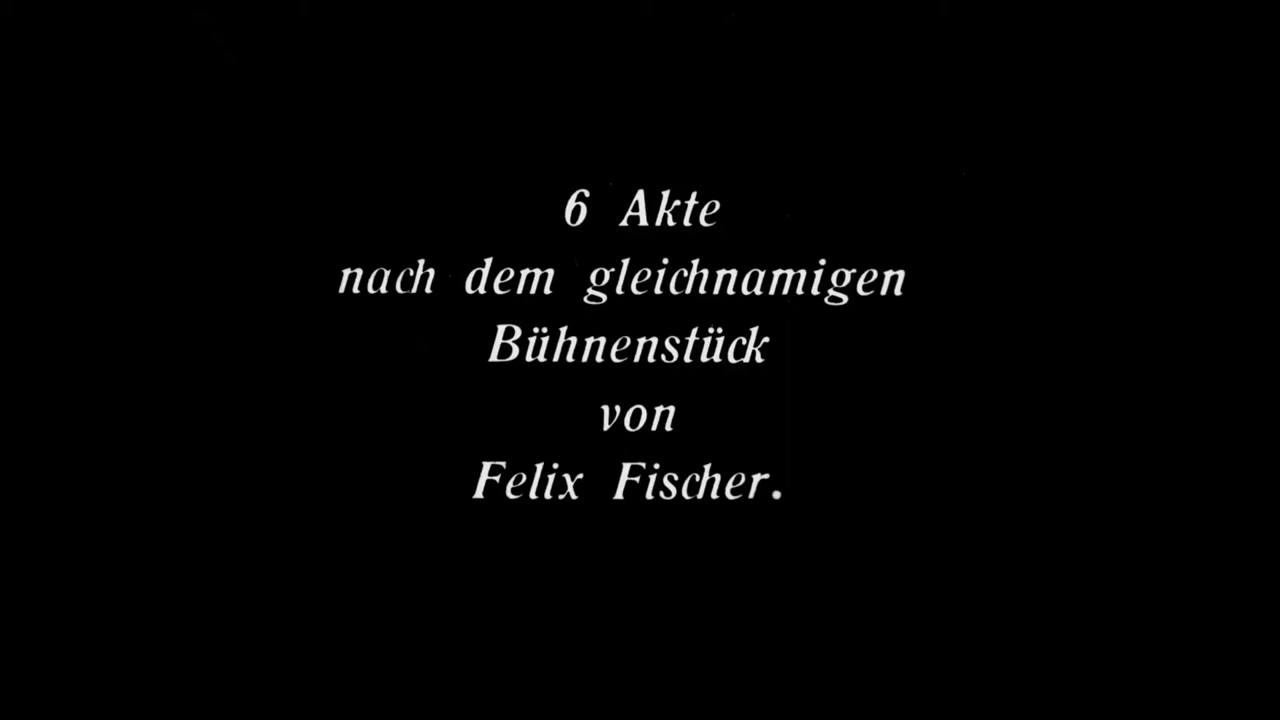 6 Akte
nach dem gleichnamigen
Bühnenstück
von
Felix Fischer.